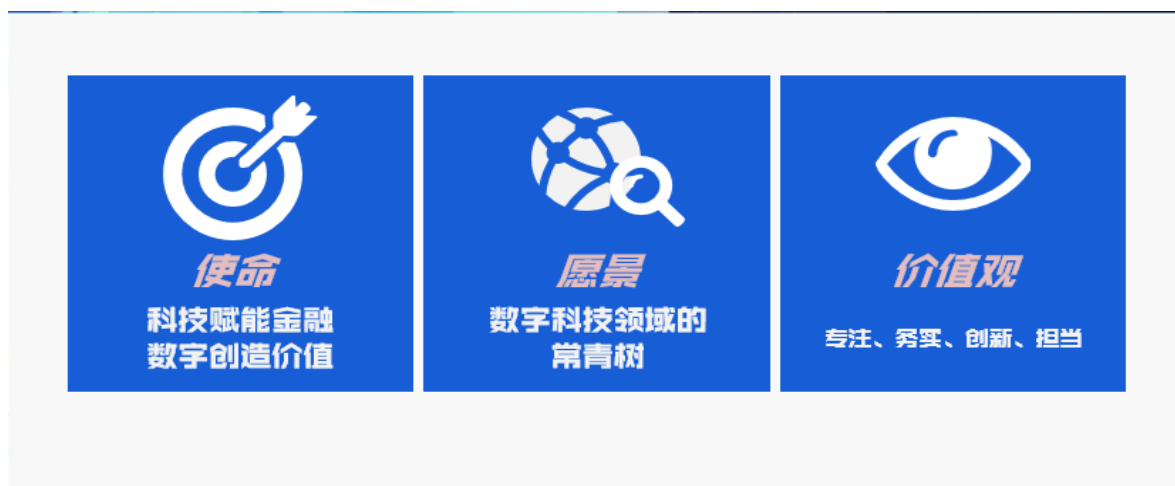 使命
科技赋能金融
数字创造价值
愿景
数字科技领域的
常青树
价值观
专注、务实、创新、担当